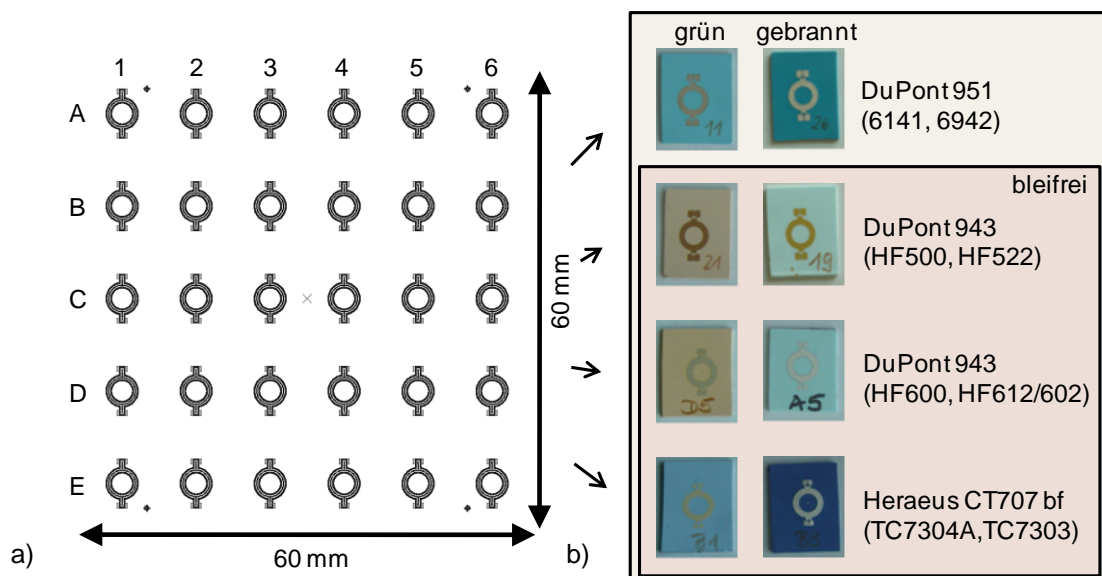 1 2 3 4 5 6
A
B
C
D
E
60 mm
60 mm
a)
b)
grün gebrannt
11 26
DuPont 951
(6141, 6942)
bleifrei
21 19
DuPont 943
(HF500, HF522)
D5 A5
DuPont 943
(HF600, HF612/602)
B1
Heraeus CT707 bf
(TC7304A,TC7303)